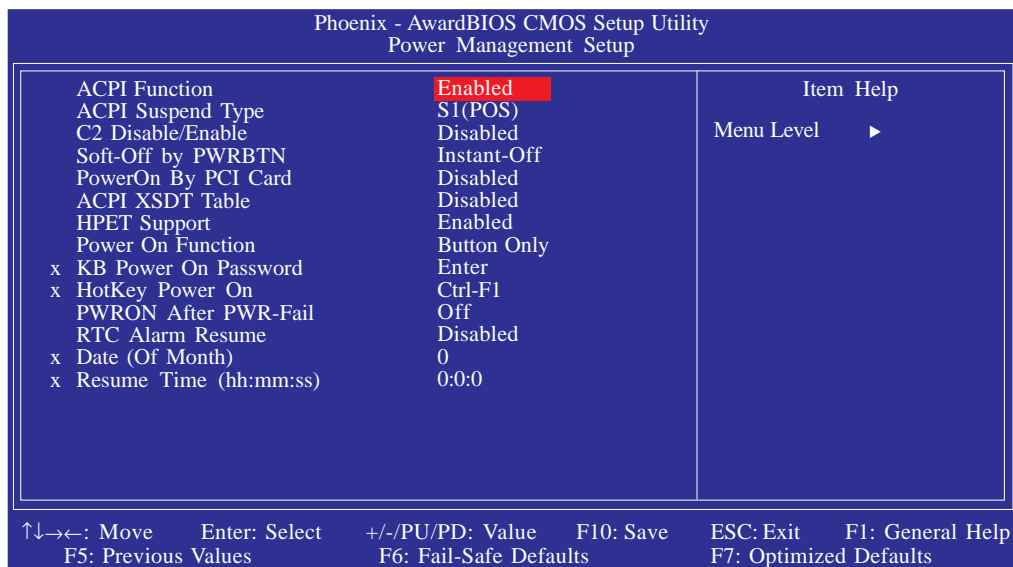 Phoenix - AwardBIOS CMOS Setup Utility
Power Management Setup
ACPI Function Enabled
ACPI Suspend Type S1(POS)
C2 Disable/Enable Disabled
Soft-Off by PWRBTN Instant-Off
PowerOn By PCI Card Disabled
ACPI XSDT Table Disabled
HPET Support Enabled
Power On Function Button Only
x KB Power On Password Enter
x HotKey Power On Ctrl-F1
PWRON After PWR-Fail Off
RTC Alarm Resume Disabled
x Date (Of Month) 0
x Resume Time (hh:mm:ss) 0:0:0
Item Help
Menu Level ▶
↑↓→←: Move Enter: Select +/-/PU/PD: Value F10: Save ESC: Exit F1: General Help
F5: Previous Values F6: Fail-Safe Defaults F7: Optimized Defaults